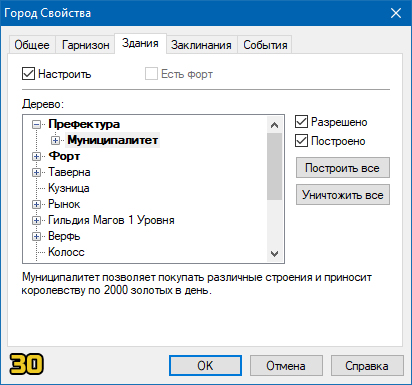 Город Свойства
Общее Гарнизон Здания Заклинания События
Настроить Есть форт
Дерево:
Префектура
Муниципалитет
Форт
Таверна
Кузница
Рынок
Гильдия Магов 1 Уровня
Верфь
Колосс
Разрешено
Построено
Построить все
Уничтожить все
Муниципалитет позволяет покупать различные строения и приносит
королевству по 2000 золотых в день.
30
OK Отмена Справка